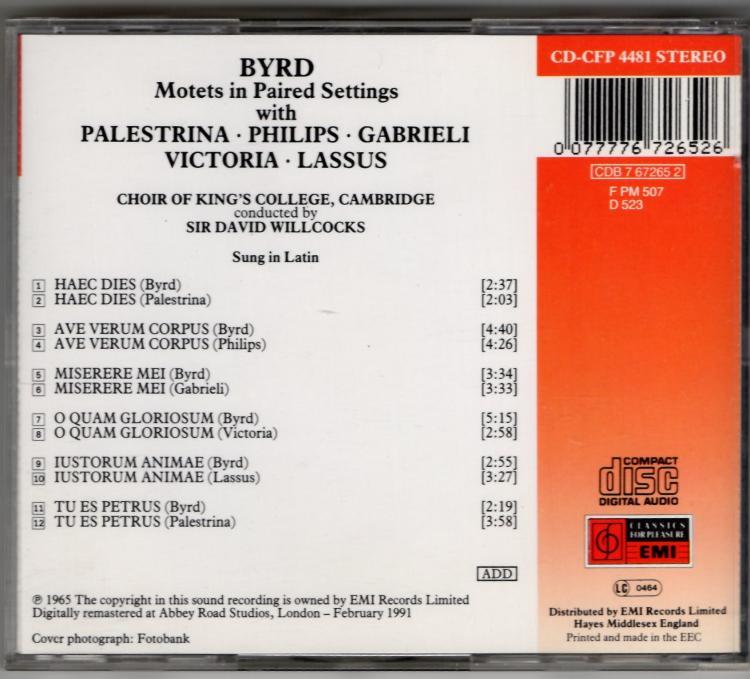 BYRD
Motets in Paired Settings
with
PALESTRINA · PHILIPS · GABRIELI
VICTORIA · LASSUS
CHOIR OF KING'S COLLEGE, CAMBRIDGE
conducted by
SIR DAVID WILLCOCKS
Sung in Latin
1 HAEC DIES (Byrd) [2:37]
2 HAEC DIES (Palestrina) [2:03]
3 AVE VERUM CORPUS (Byrd) [4:40]
4 AVE VERUM CORPUS (Philips) [4:26]
5 MISERERE MEI (Byrd) [3:34]
6 MISERERE MEI (Gabrieli) [3:33]
7 O QUAM GLORIOSUM (Byrd) [5:15]
8 O QUAM GLORIOSUM (Victoria) [2:58]
9 IUSTORUM ANIMAE (Byrd) [2:55]
10 IUSTORUM ANIMAE (Lassus) [3:27]
11 TU ES PETRUS (Byrd) [2:19]
12 TU ES PETRUS (Palestrina) [3:58]
ADD
℗ 1965 The copyright in this sound recording is owned by EMI Records Limited
Digitally remastered at Abbey Road Studios, London – February 1991
Cover photograph: Fotobank
CD-CFP 4481 STEREO
0 077776 726526
CDB 7 67265 2
F PM 507
D 523
COMPACT
disc
DIGITAL AUDIO
CLASSICS
FOR PLEASURE
EMI
LC 0464
Distributed by EMI Records Limited
Hayes Middlesex England
Printed and made in the EEC